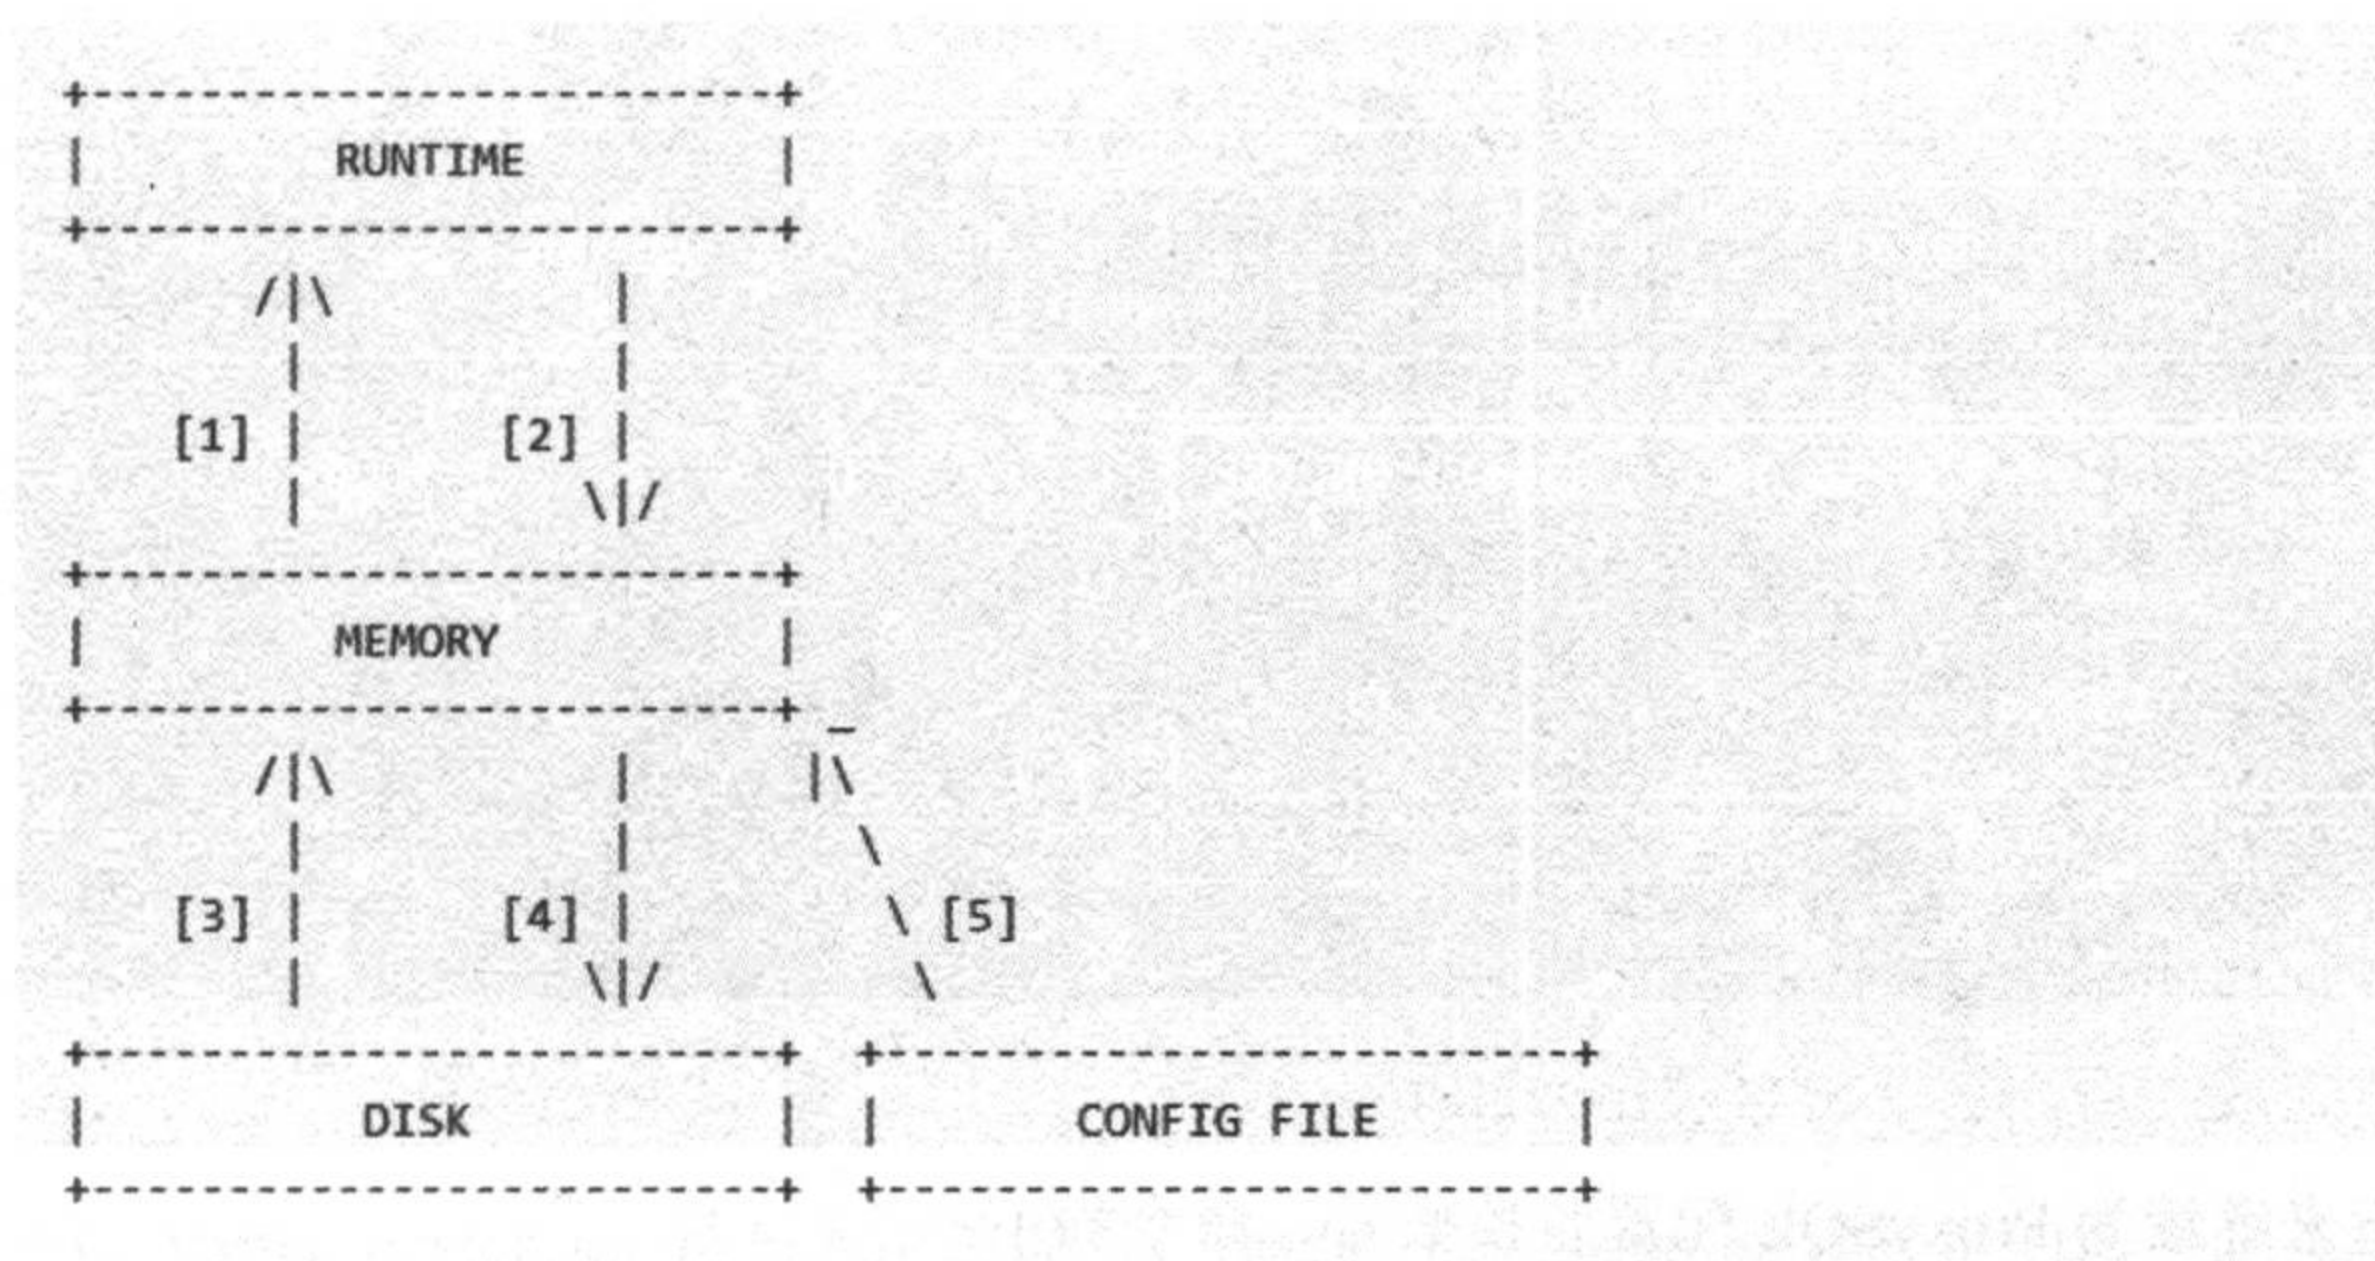 +--------------------------+
|         RUNTIME          |
+--------------------------+
       /|\          |
        |           |
    [1] |       [2] |
        |          \|/
+--------------------------+
|         MEMORY           |
+--------------------------+ _
       /|\          |      |\
        |           |        \
    [3] |       [4] |         \ [5]
        |          \|/         \
+--------------------------+  +--------------------------+
|          DISK            |  |       CONFIG FILE        |
+--------------------------+  +--------------------------+